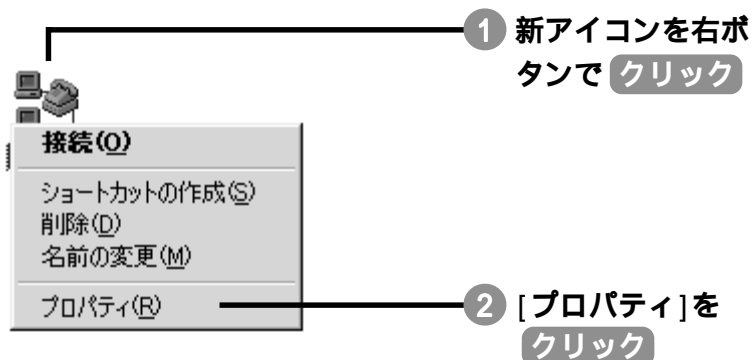 1 新アイコンを右ボ
タンで クリック
接続(O)
ショートカットの作成(S)
削除(D)
名前の変更(M)
プロパティ(R)
2 [プロパティ]を
クリック